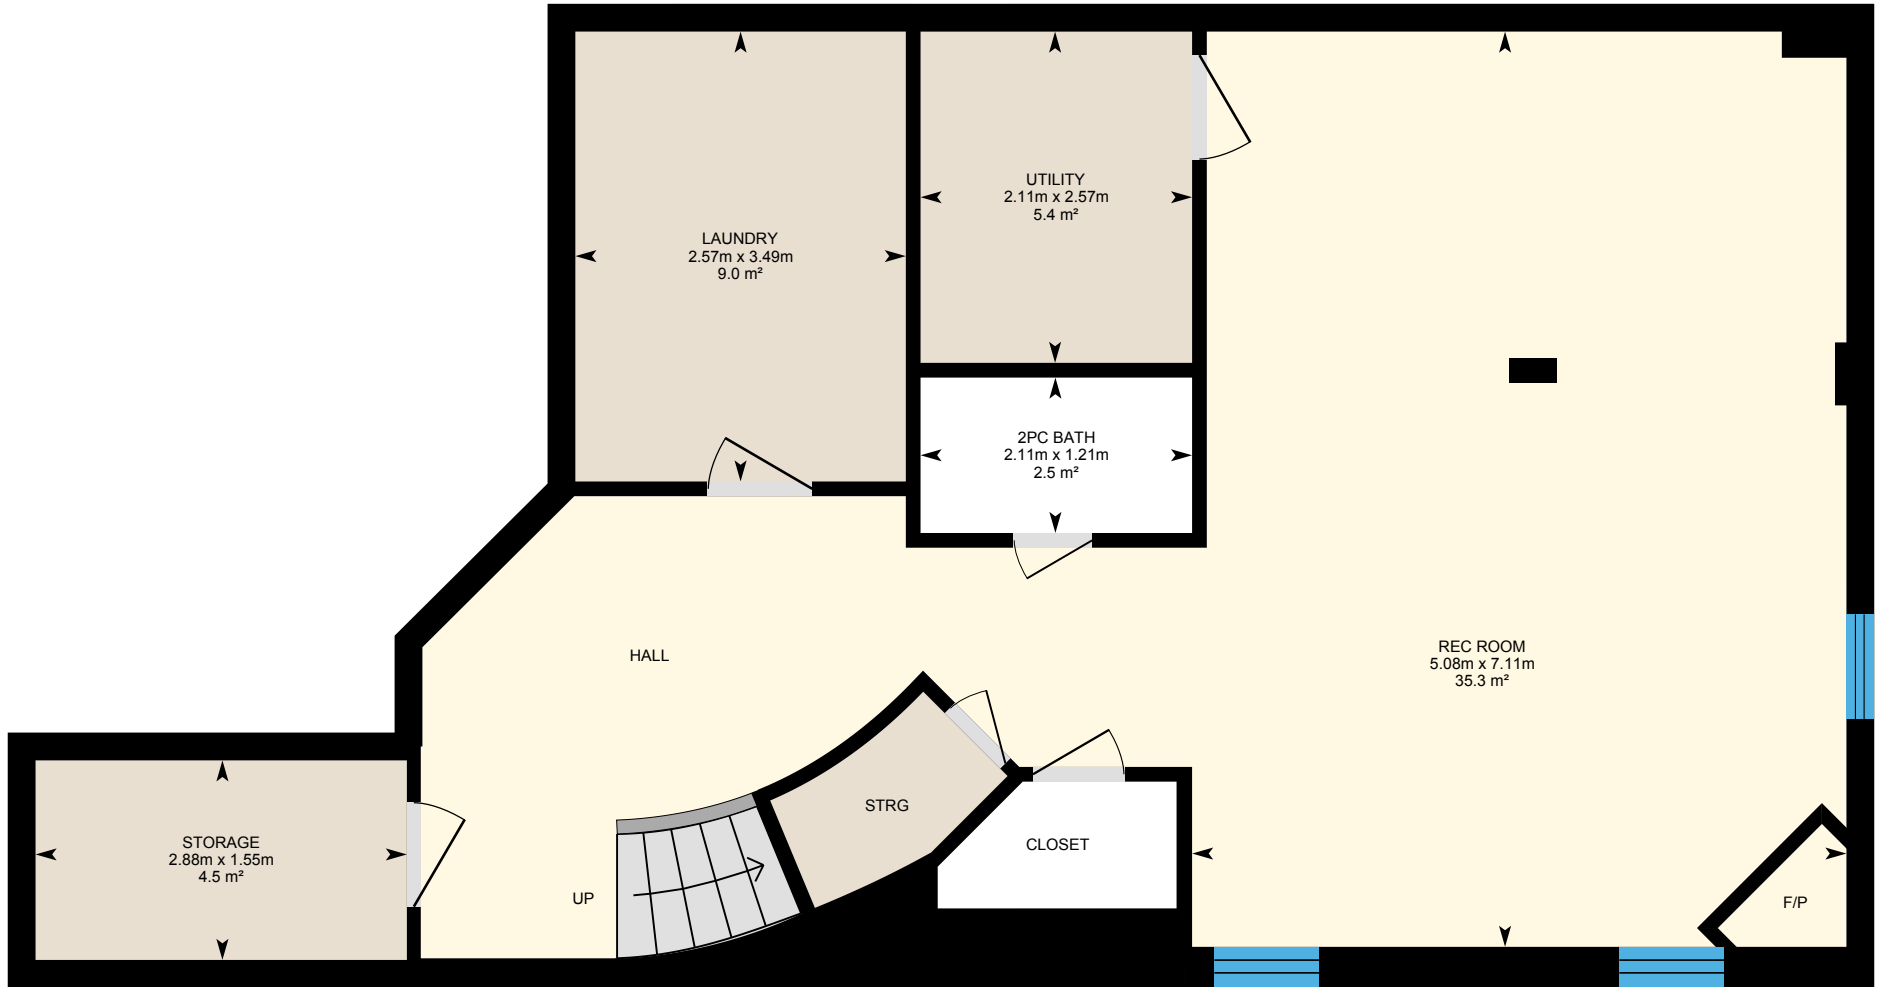 UTILITY
2.11m x 2.57m
5.4 m²
LAUNDRY
2.57m x 3.49m
9.0 m²
2PC BATH
2.11m x 1.21m
2.5 m²
HALL
REC ROOM
5.08m x 7.11m
35.3 m²
STRG
STORAGE
2.88m x 1.55m
4.5 m²
CLOSET
UP
F/P